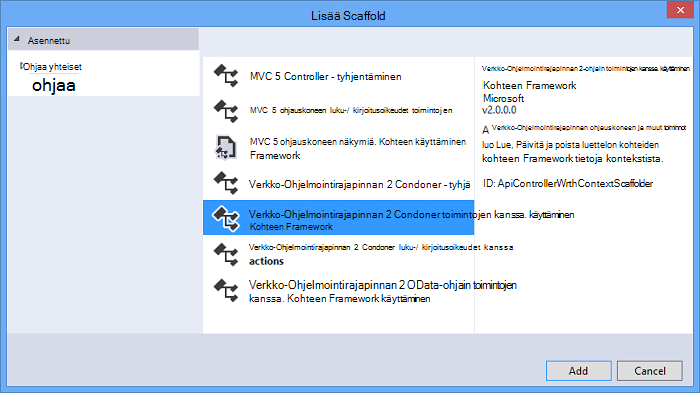 Lisää Scaffold
Asennettu
Ohjaa yhteiset
ohjaa
MVC 5 Controller - tyhjentäminen
MVC 5 ohjauskoneen luku-/ kirjoitusoikeudet toimintojen
MVC 5 ohjauskoneen näkymiä. Kohteen käyttäminen
Framework
Verkko-Ohjelmointirajapinnan 2 Condoner - tyhjä
Verkko-Ohjelmointirajapinnan 2 Condoner toimintojen kanssa. käyttäminen
Kohteen Framework
Verkko-Ohjelmointirajapinnan 2 Condoner luku-/ kirjoitusoikeudet kanssa
actions
Verkko-Ohjelmointirajapinnan 2 OData-ohjain toimintojen
kanssa. Kohteen Framework käyttäminen
Verkko-Ohjelmointirajapinnan 2-ohjain toimintojen kanssa. käyttäminen
Kohteen Framework
Microsoft
v2.0.0.0
A Verkko-Ohjelmointirajapinnan ohjauskoneen ja muut toiminnot
luo Lue, Päivitä ja poista luettelon kohteiden
kohteen Framework tietoja kontekstista.
ID: ApiControllerWrthContextScaffolder
Add
Cancel